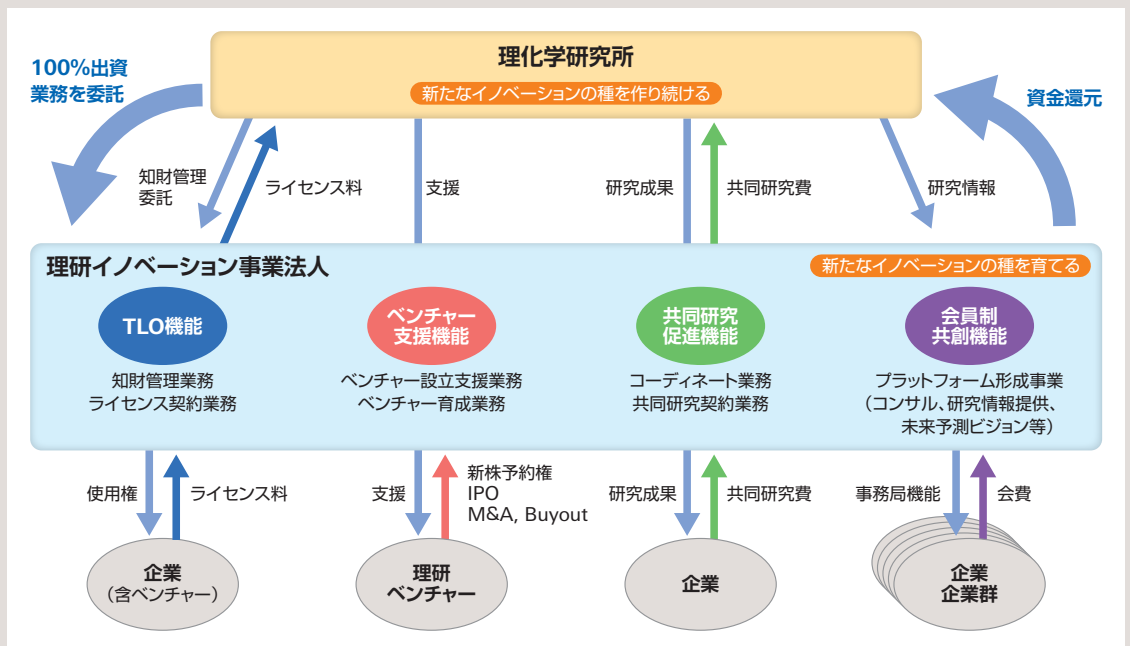 理化学研究所
新たなイノベーションの種を作り続ける
100%出資
業務を委託
資金還元
知財管理
委託
ライセンス料
支援
研究成果
共同研究費
研究情報
理研イノベーション事業法人
新たなイノベーションの種を育てる
TLO機能
知財管理業務
ライセンス契約業務
ベンチャー
支援機能
ベンチャー設立支援業務
ベンチャー育成業務
共同研究
促進機能
コーディネート業務
共同研究契約業務
会員制
共創機能
プラットフォーム形成事業
(コンサル、研究情報提供、
未来予測ビジョン等)
使用権
ライセンス料
支援
新株予約権
IPO
M&A, Buyout
研究成果
共同研究費
事務局機能
会費
企業
(含ベンチャー)
理研
ベンチャー
企業
企業
企業群